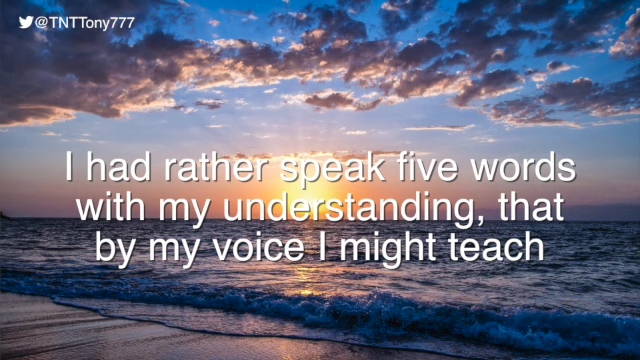 @TNTTony777
I had rather speak five words
with my understanding, that
by my voice I might teach